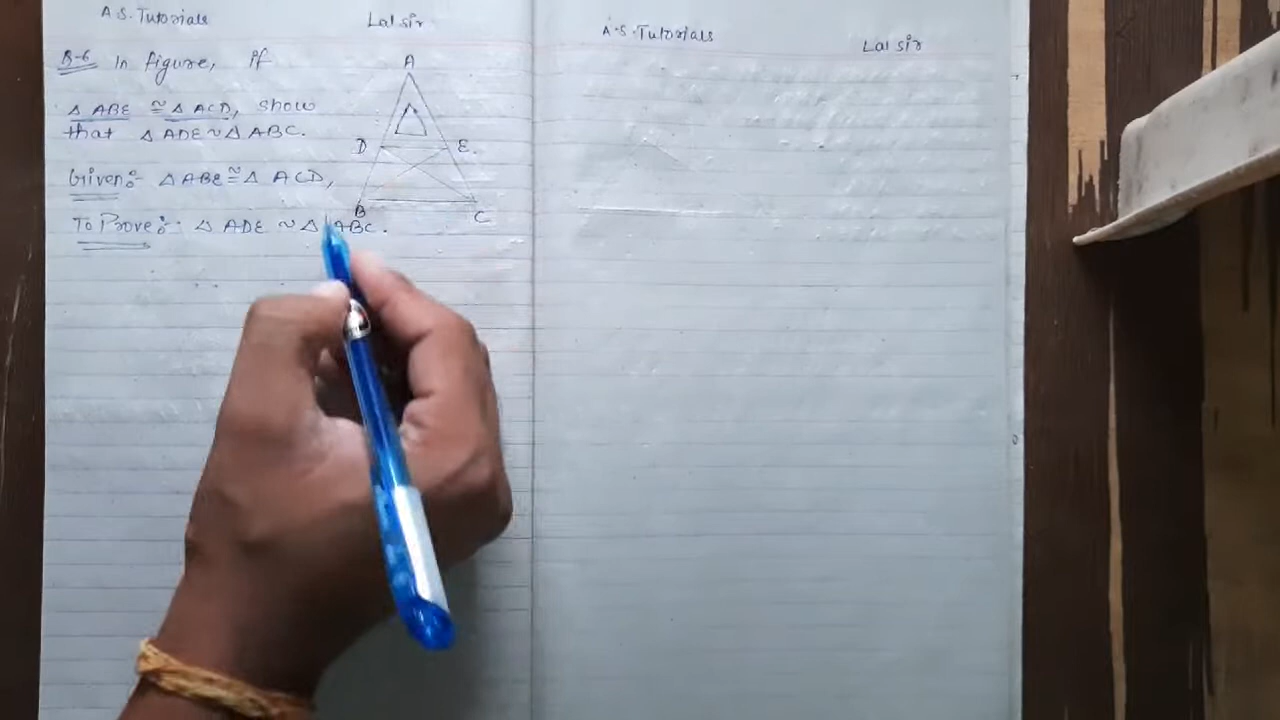 A.S. Tutorials Lal sir
Q-6 In figure, if
△ABE ≅ △ACD, show
that △ADE ~ △ABC.
Given:- △ABE ≅ △ACD,
To Prove:- △ADE ~ △ABC.
A
D E.
B C
A.S. Tutorials Lal sir